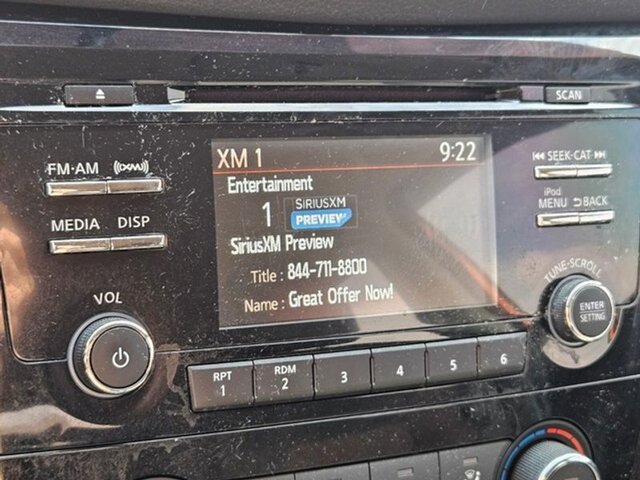 SCAN
XM 1 9:22
Entertainment
1 SIRIUSXM
PREVIEW
SiriusXM Preview
Title : 844-711-8800
Name : Great Offer Now!
FM·AM ((XM))
MEDIA DISP
VOL
SEEK·CAT
iPod
MENU BACK
TUNE·SCROLL
ENTER
SETTING
RPT
1
RDM
2
3
4
5
6